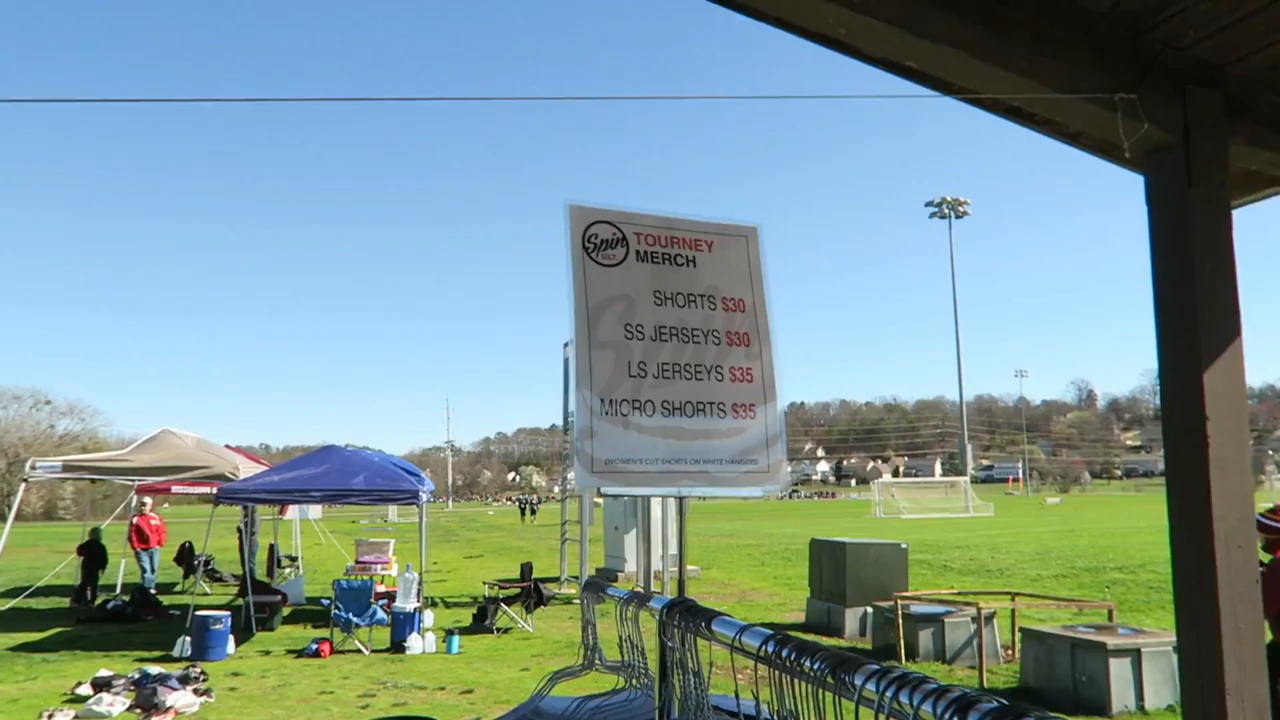 Spin
ULT.
TOURNEY
MERCH
SHORTS $30
SS JERSEYS $30
LS JERSEYS $35
MICRO SHORTS $35
(WOMEN'S CUT SHORTS ON WHITE HANGERS)